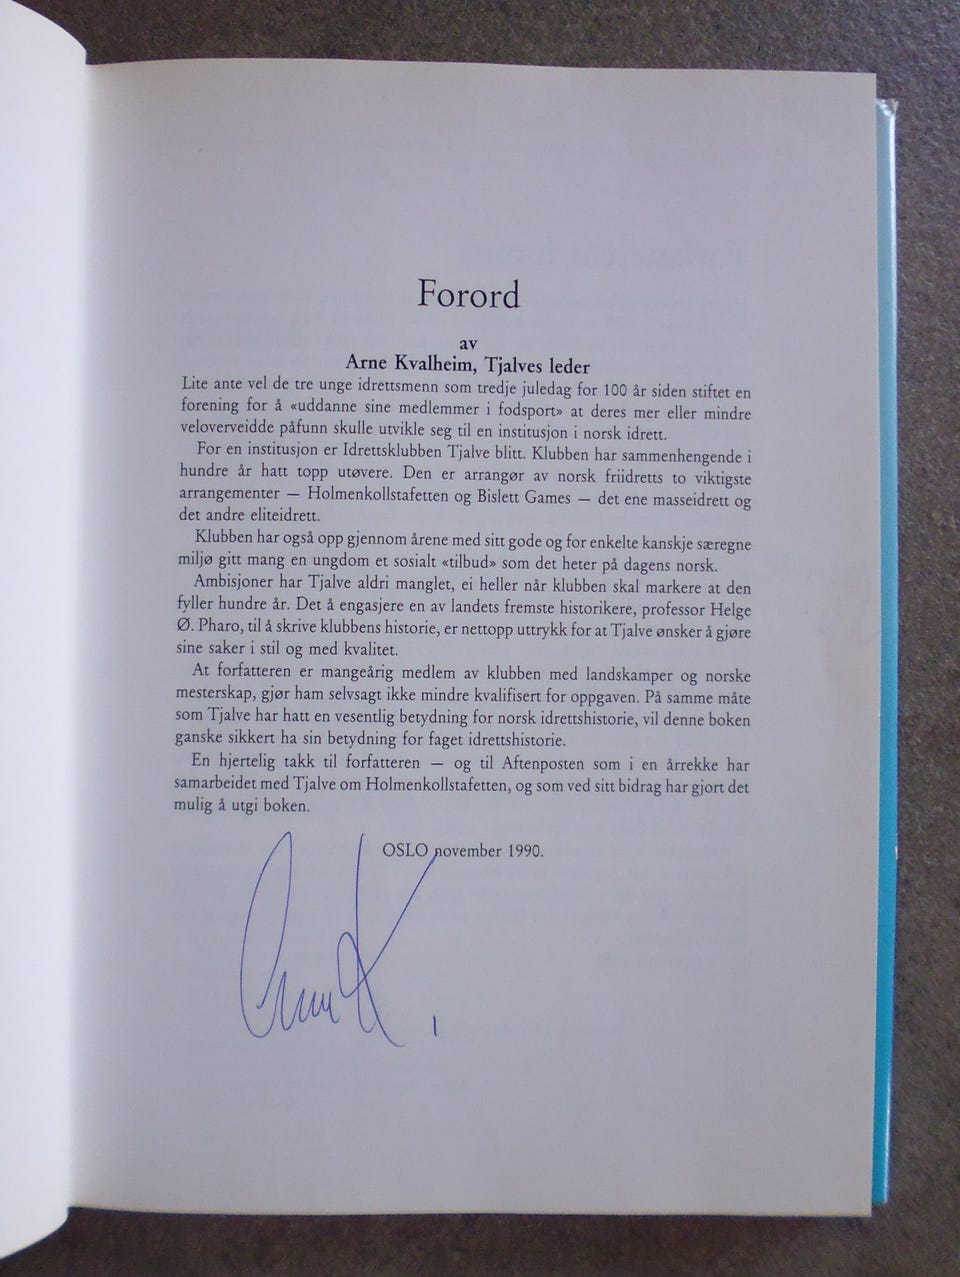 Forord
av
Arne Kvalheim, Tjalves leder
Lite ante vel de tre unge idrettsmenn som tredje juledag for 100 år siden stiftet en
forening for å «uddanne sine medlemmer i fodsport» at deres mer eller mindre
veloverveidde påfunn skulle utvikle seg til en institusjon i norsk idrett.
For en institusjon er Idrettsklubben Tjalve blitt. Klubben har sammenhengende i
hundre år hatt topp utøvere. Den er arrangør av norsk friidretts to viktigste
arrangementer — Holmenkollstafetten og Bislett Games — det ene masseidrett og
det andre eliteidrett.
Klubben har også opp gjennom årene med sitt gode og for enkelte kanskje særegne
miljø gitt mang en ungdom et sosialt «tilbud» som det heter på dagens norsk.
Ambisjoner har Tjalve aldri manglet, ei heller når klubben skal markere at den
fyller hundre år. Det å engasjere en av landets fremste historikere, professor Helge
Ø. Pharo, til å skrive klubbens historie, er nettopp uttrykk for at Tjalve ønsker å gjøre
sine saker i stil og med kvalitet.
At forfatteren er mangeårig medlem av klubben med landskamper og norske
mesterskap, gjør ham selvsagt ikke mindre kvalifisert for oppgaven. På samme måte
som Tjalve har hatt en vesentlig betydning for norsk idrettshistorie, vil denne boken
ganske sikkert ha sin betydning for faget idrettshistorie.
En hjertelig takk til forfatteren — og til Aftenposten som i en årrekke har
samarbeidet med Tjalve om Holmenkollstafetten, og som ved sitt bidrag har gjort det
mulig å utgi boken.
OSLO november 1990.